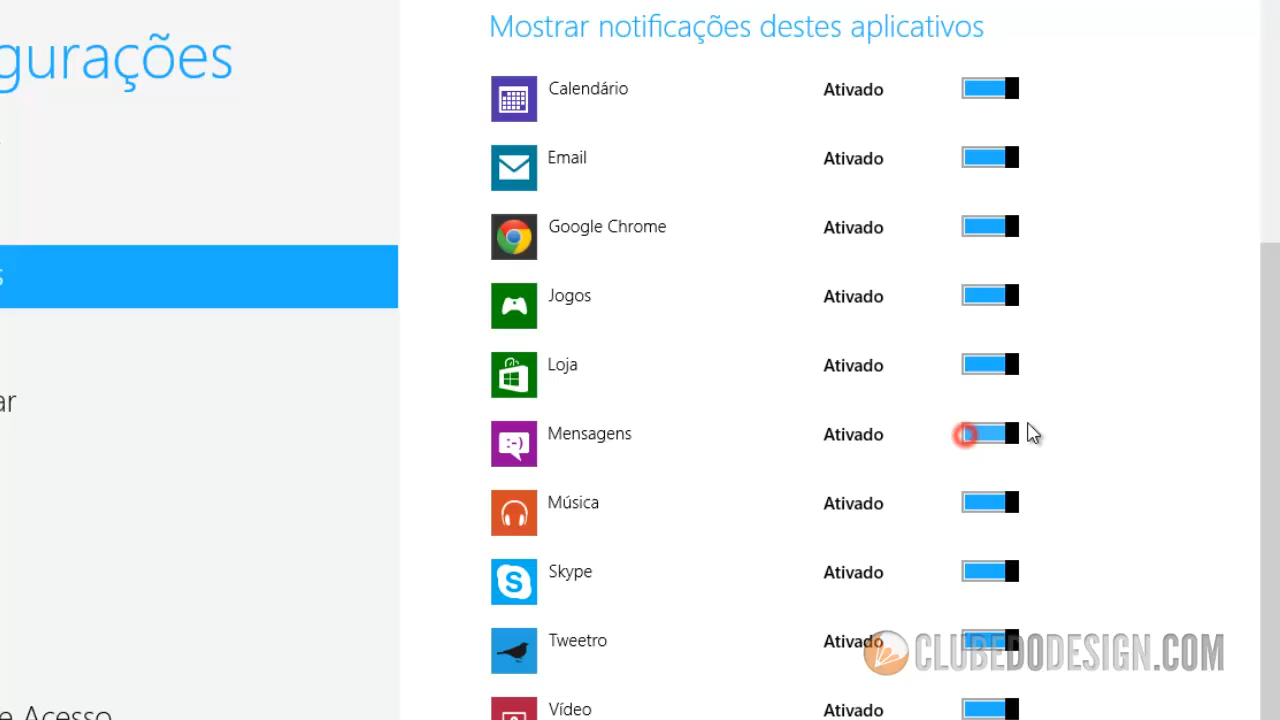 gurações
ar
e Acesso
Mostrar notificações destes aplicativos
Calendário Ativado
Email Ativado
Google Chrome Ativado
Jogos Ativado
Loja Ativado
Mensagens Ativado
Música Ativado
Skype Ativado
Tweetro Ativado
Vídeo Ativado
CLUBEDODESIGN.COM